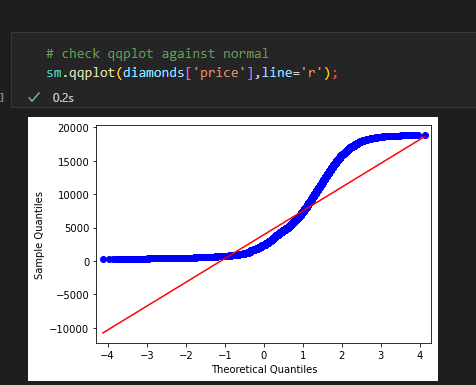 # check qqplot against normal
sm.qqplot(diamonds['price'],line='r');
]
✓ 0.2s
20000
15000
10000
5000
0
−5000
−10000
Sample Quantiles
−4 −3 −2 −1 0 1 2 3 4
Theoretical Quantiles